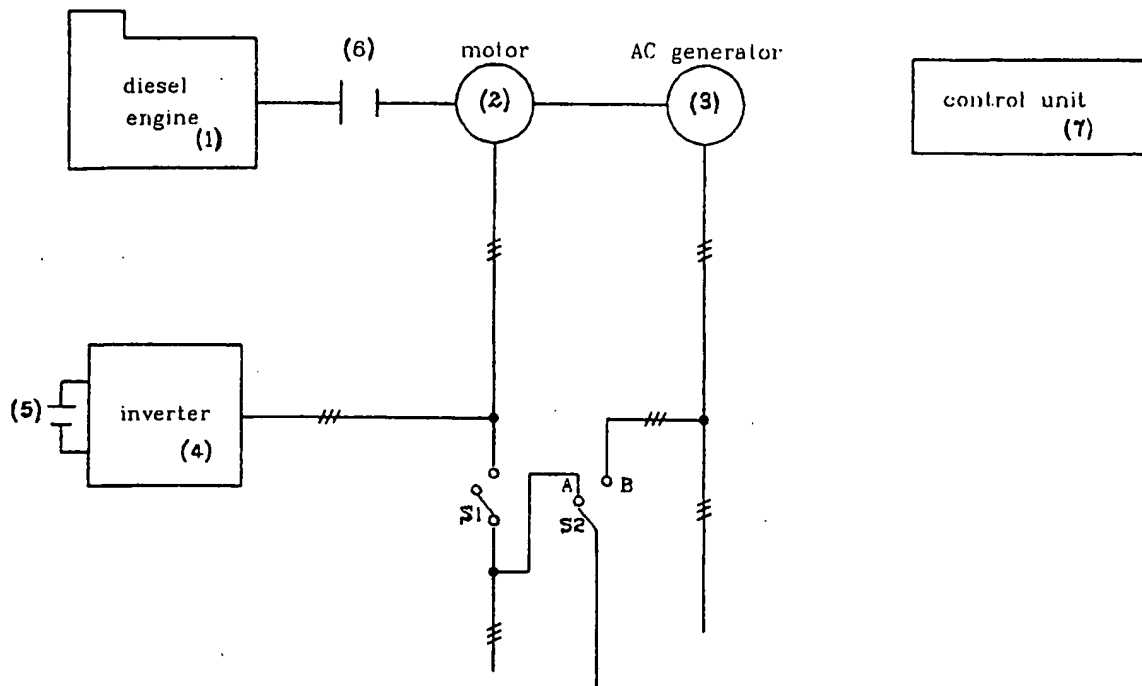 (6)
motor
AC generator
diesel
engine
(1)
(2)
(3)
control unit
(7)
(5)
inverter
(4)
S1
A
B
S2